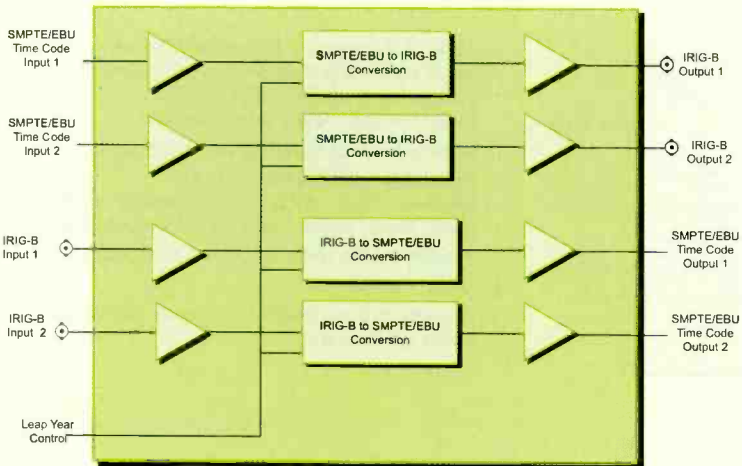 SMPTE/EBU
Time Code
Input 1
SMPTE/EBU to IRIG-B
Conversion
IRIG-B
Output 1
SMPTE/EBU
Time Code
Input 2
SMPTE/EBU to IRIG-B
Conversion
IRIG-B
Output 2
IRIG-B
Input 1
IRIG-B to SMPTE/EBU
Conversion
SMPTE/EBU
Time Code
Output 1
IRIG-B
Input 2
IRIG-B to SMPTE/EBU
Conversion
SMPTE/EBU
Time Code
Output 2
Leap Year
Control